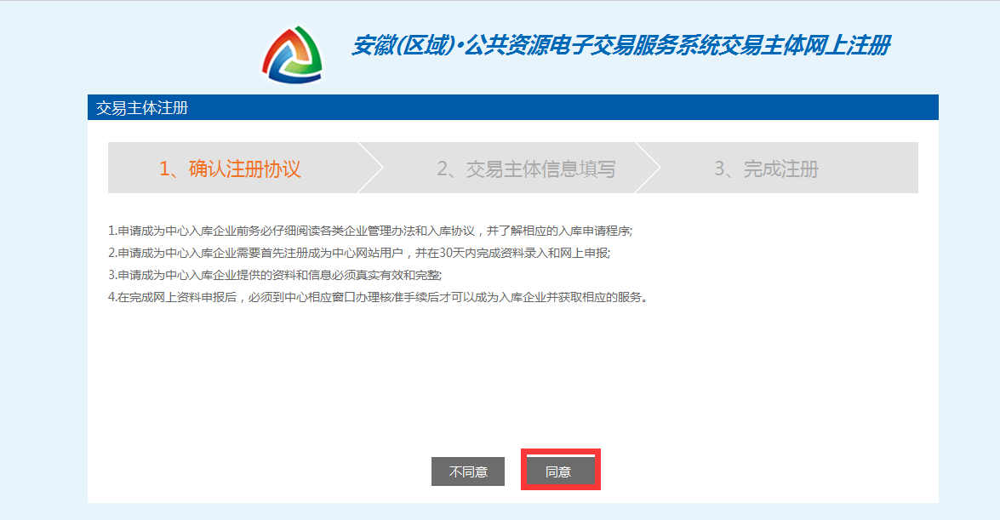 安徽(区域)·公共资源电子交易服务系统交易主体网上注册
交易主体注册
1、确认注册协议
2、交易主体信息填写
3、完成注册
1.申请成为中心入库企业前务必仔细阅读各类企业管理办法和入库协议，并了解相应的入库申请程序;
2.申请成为中心入库企业需要首先注册成为中心网站用户，并在30天内完成资料录入和网上申报;
3.申请成为中心入库企业提供的资料和信息必须真实有效和完整;
4.在完成网上资料申报后，必须到中心相应窗口办理核准手续后才可以成为入库企业并获取相应的服务。
不同意
同意